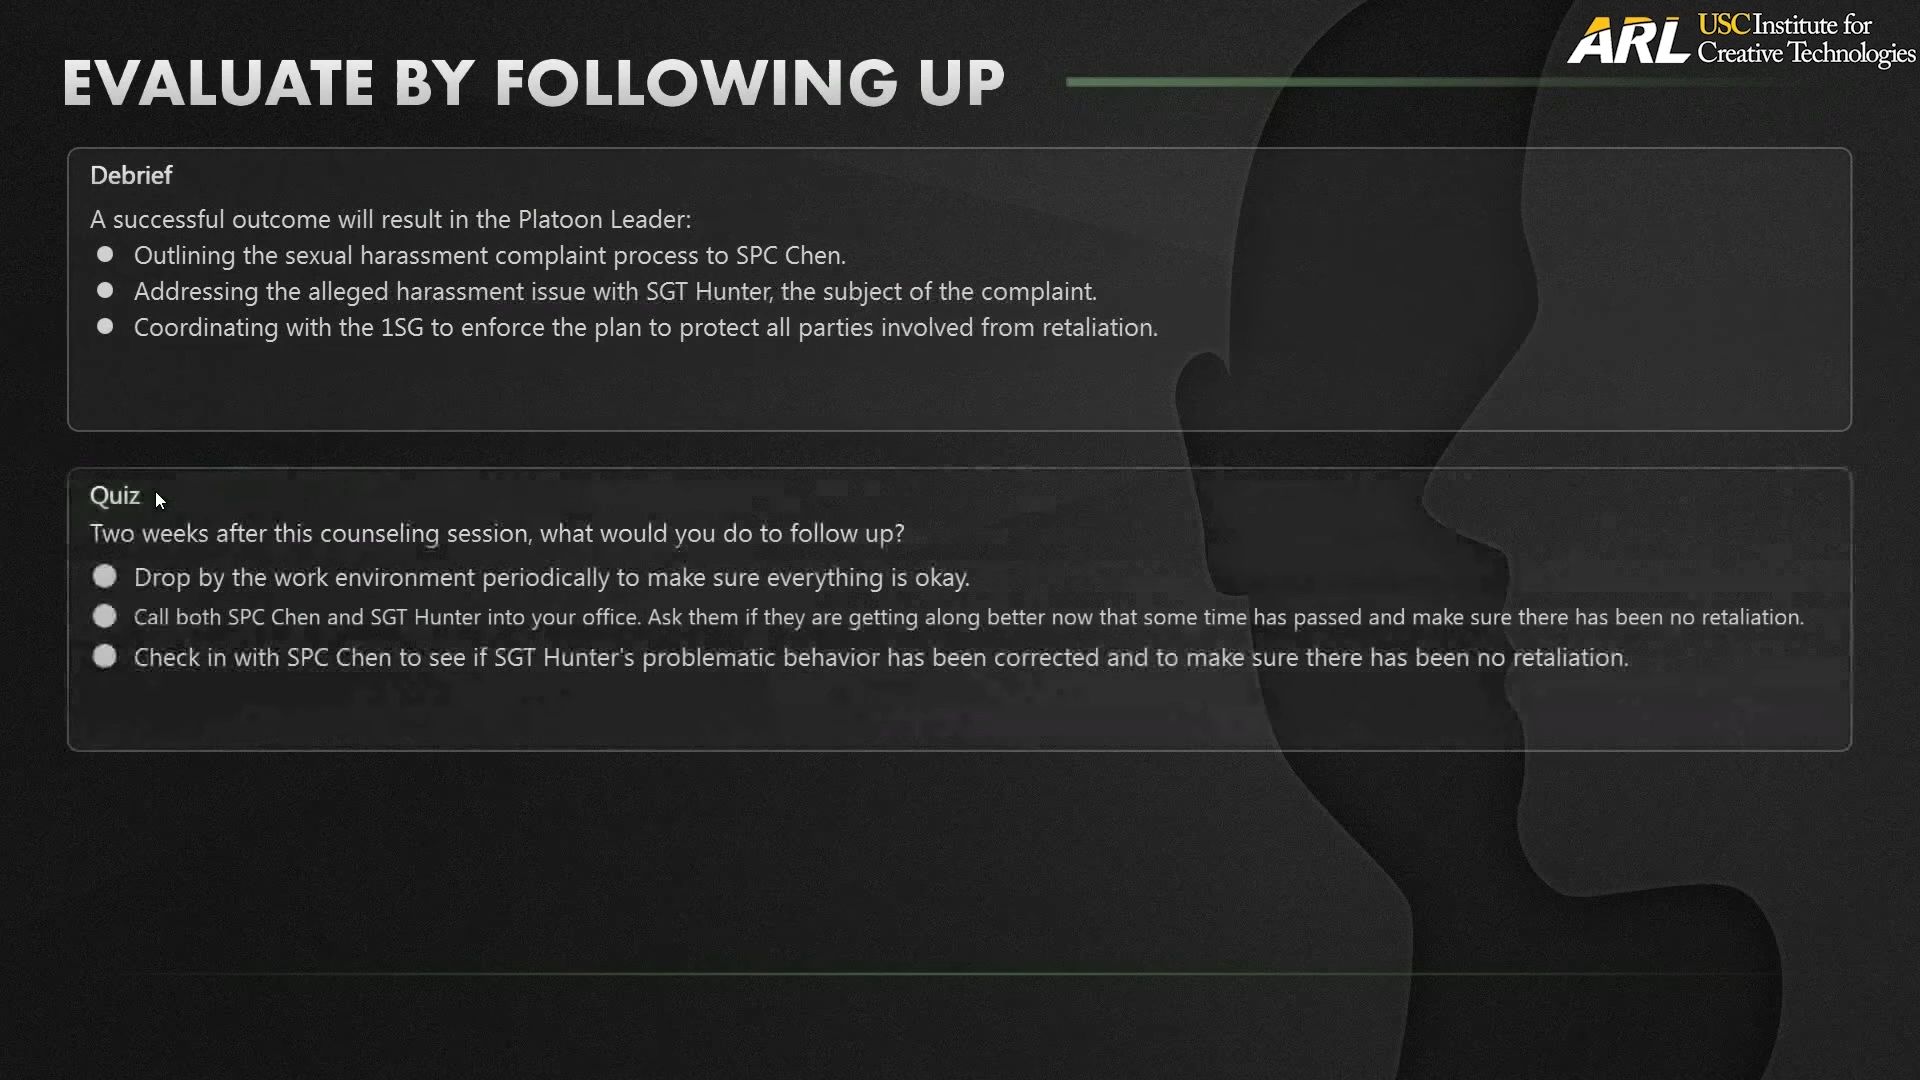 ARL USC Institute for
Creative Technologies
EVALUATE BY FOLLOWING UP
Debrief
A successful outcome will result in the Platoon Leader:
Outlining the sexual harassment complaint process to SPC Chen.
Addressing the alleged harassment issue with SGT Hunter, the subject of the complaint.
Coordinating with the 1SG to enforce the plan to protect all parties involved from retaliation.
Quiz
Two weeks after this counseling session, what would you do to follow up?
Drop by the work environment periodically to make sure everything is okay.
Call both SPC Chen and SGT Hunter into your office. Ask them if they are getting along better now that some time has passed and make sure there has been no retaliation.
Check in with SPC Chen to see if SGT Hunter's problematic behavior has been corrected and to make sure there has been no retaliation.